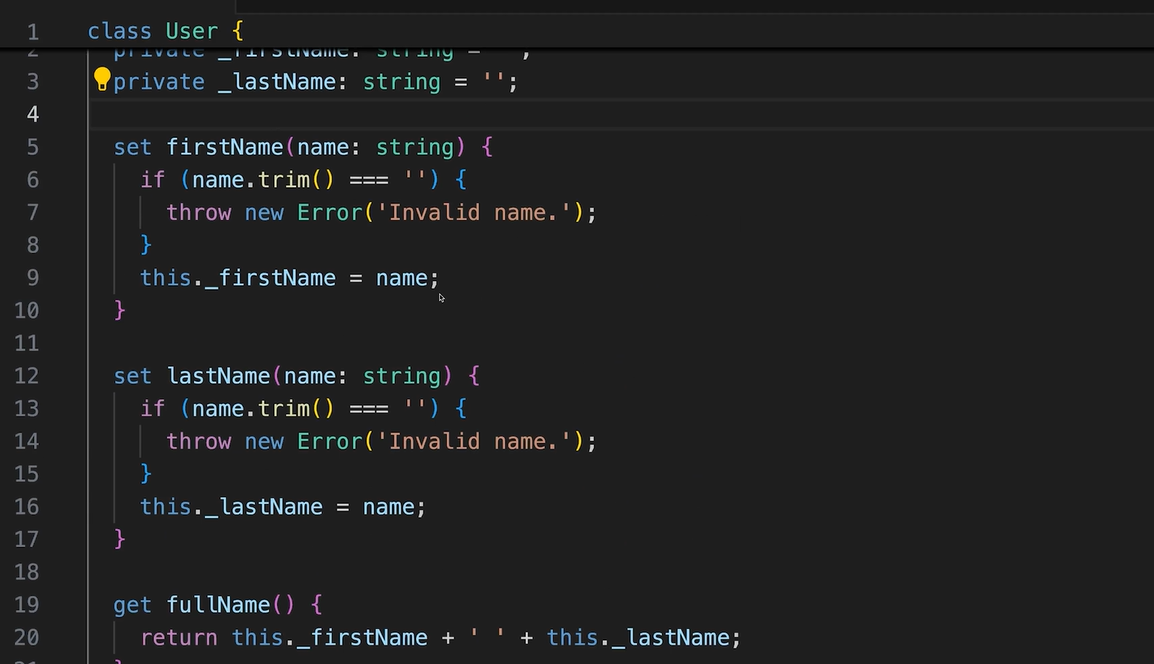 1 class User {
2 private _firstName: string = '';
3 private _lastName: string = '';
4
5 set firstName(name: string) {
6 if (name.trim() === '') {
7 throw new Error('Invalid name.');
8 }
9 this._firstName = name;
10 }
11
12 set lastName(name: string) {
13 if (name.trim() === '') {
14 throw new Error('Invalid name.');
15 }
16 this._lastName = name;
17 }
18
19 get fullName() {
20 return this._firstName + ' ' + this._lastName;